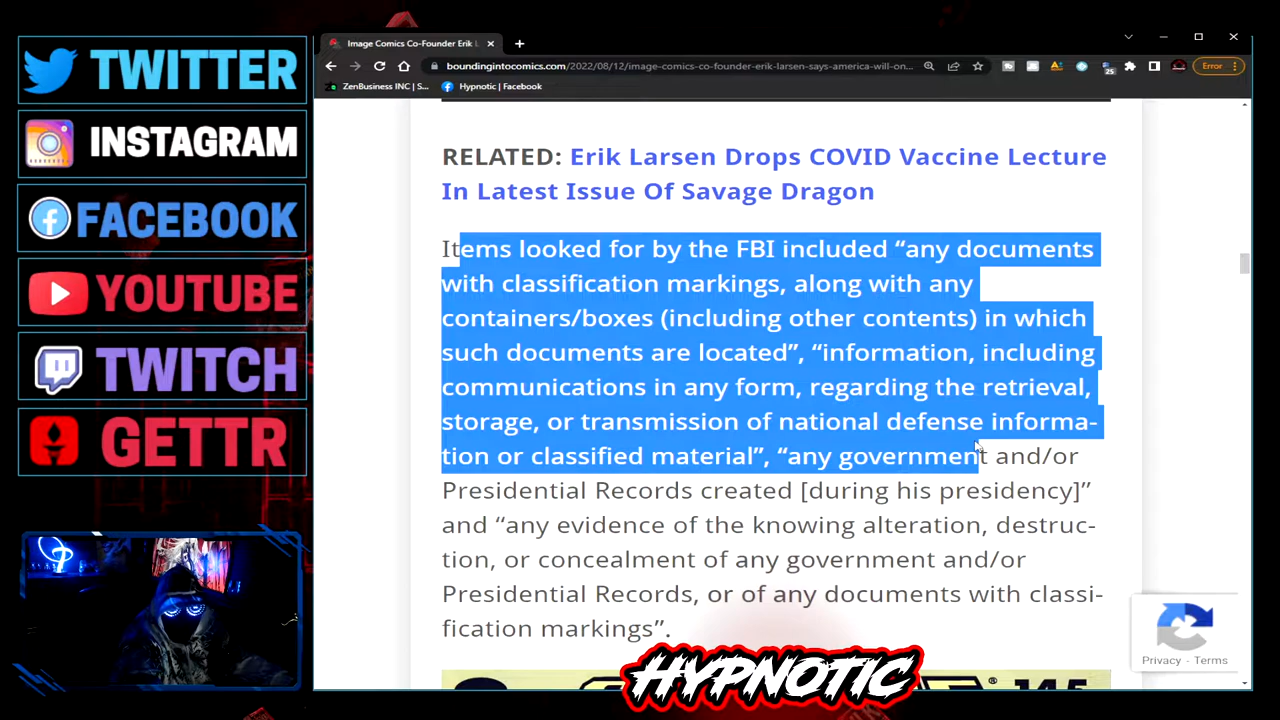 TWITTER
INSTAGRAM
FACEBOOK
YOUTUBE
TWITCH
GETTR
Image Comics Co-Founder Erik L
boundingintocomics.com/2022/08/12/image-comics-co-founder-erik-larsen-says-america-will-on...
25
Error
ZenBusiness INC | S...
Hypnotic | Facebook
RELATED: Erik Larsen Drops COVID Vaccine Lecture
In Latest Issue Of Savage Dragon
Items looked for by the FBI included “any documents
with classification markings, along with any
containers/boxes (including other contents) in which
such documents are located”, “information, including
communications in any form, regarding the retrieval,
storage, or transmission of national defense informa-
tion or classified material”, “any government and/or
Presidential Records created [during his presidency]”
and “any evidence of the knowing alteration, destruc-
tion, or concealment of any government and/or
Presidential Records, or of any documents with classi-
fication markings”.
Privacy - Terms
HYPNOTIC